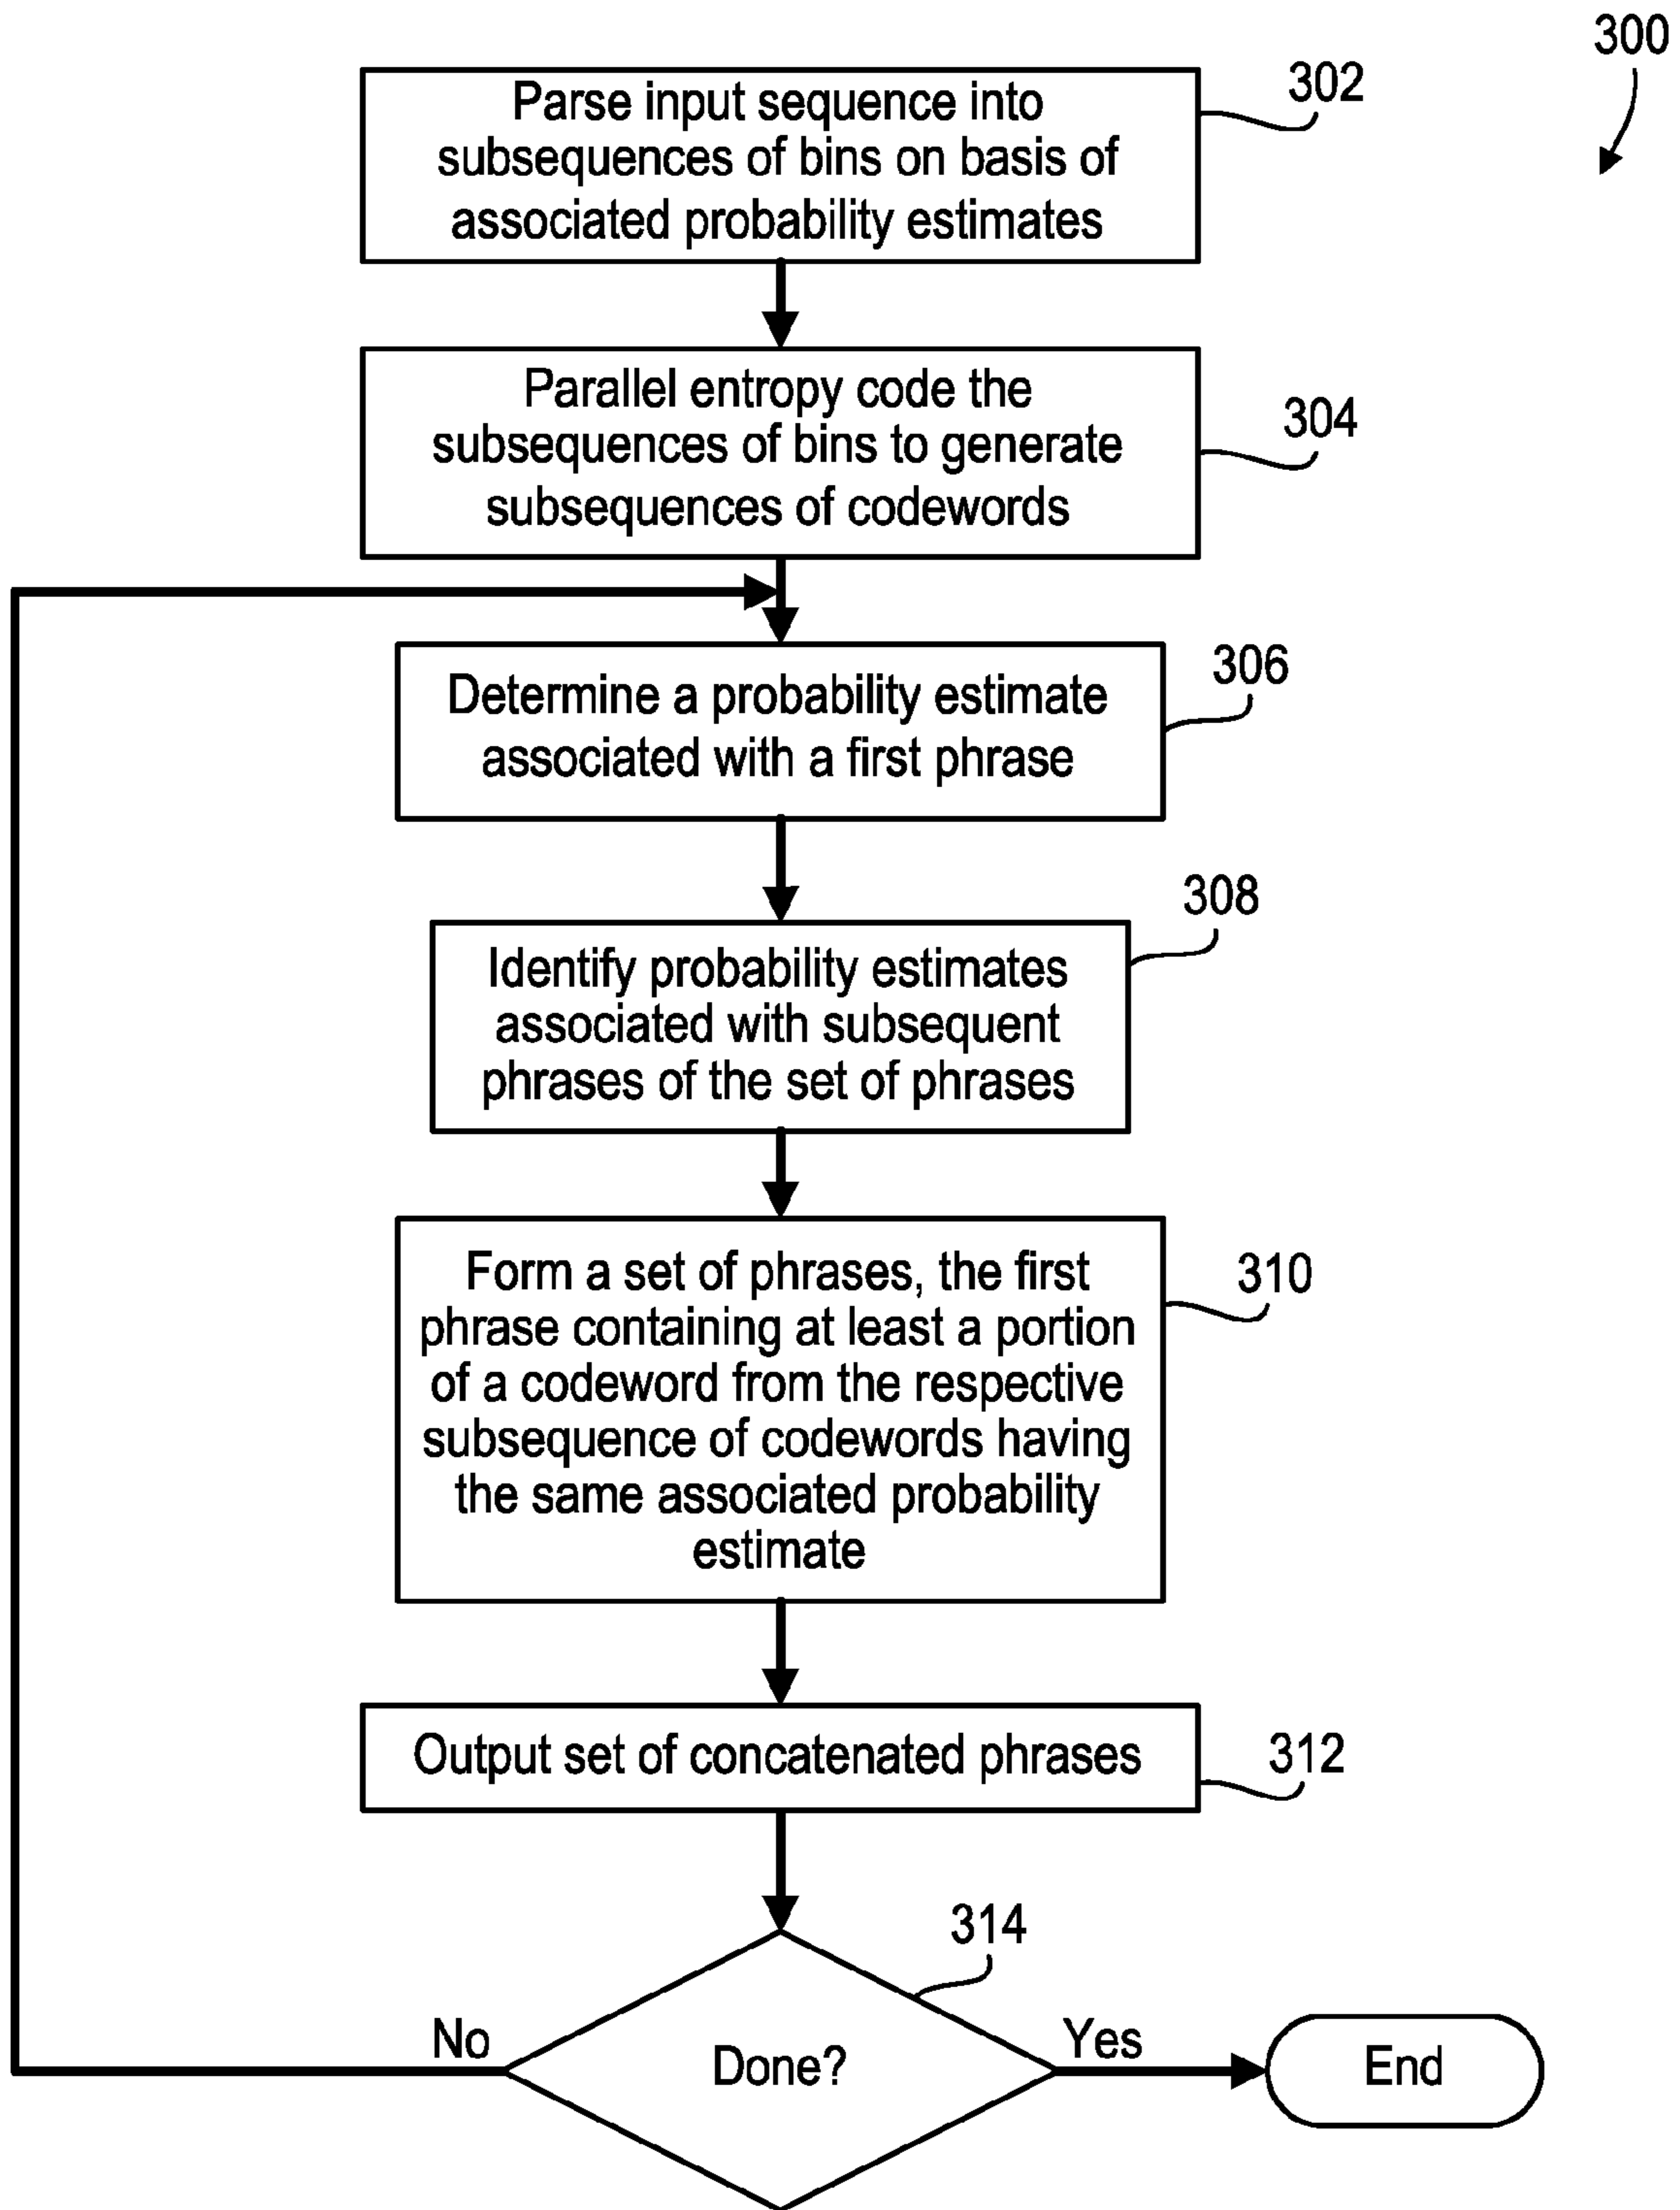 300
302
Parse input sequence into
subsequences of bins on basis of
associated probability estimates
304
Parallel entropy code the
subsequences of bins to generate
subsequences of codewords
306
Determine a probability estimate
associated with a first phrase
308
Identify probability estimates
associated with subsequent
phrases of the set of phrases
310
Form a set of phrases, the first
phrase containing at least a portion
of a codeword from the respective
subsequence of codewords having
the same associated probability
estimate
Output set of concatenated phrases
312
314
No
Done?
Yes
End